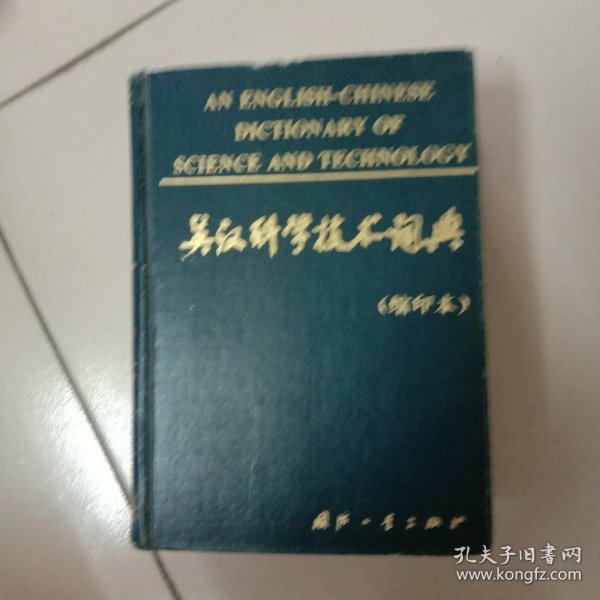 AN ENGLISH-CHINESE
DICTIONARY OF
SCIENCE AND TECHNOLOGY
英汉科学技术词典
(缩印本)
国防工业出版社
孔夫子旧书网
www.kongfz.com